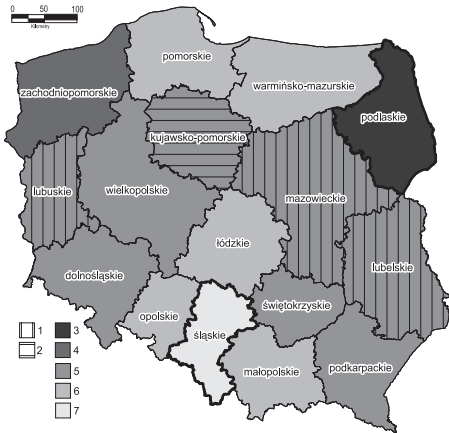 0 50 100
Kilometry
pomorskie
zachodniopomorskie
warmińsko-mazurskie
podlaskie
kujawsko-pomorskie
lubuskie
wielkopolskie
mazowieckie
łódzkie
lubelskie
dolnośląskie
opolskie
śląskie
świętokrzyskie
małopolskie
podkarpackie
1 3
2 4
5
6
7